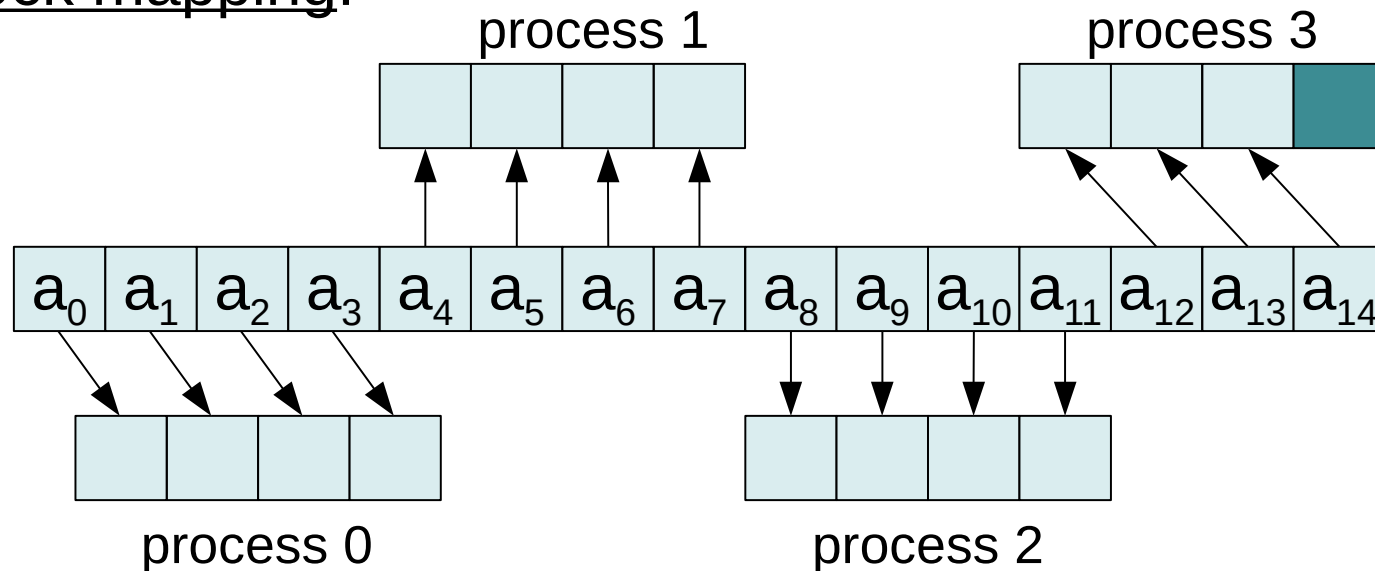 mapping:
process 1
process 3
a0 a1 a2 a3 a4 a5 a6 a7 a8 a9 a10 a11 a12 a13 a14
process 0
process 2